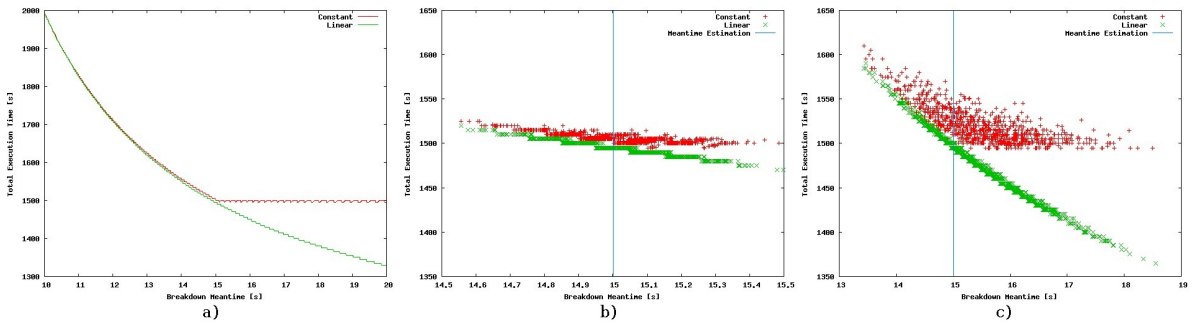 2000
1900
1800
1700
1600
1500
1400
1300
Total Execution Time [s]
Constant
Linear
10 11 12 13 14 15 16 17 18 19 20
Breakdown Meantime [s]
a)
1650
1600
1550
1500
1450
1400
1350
Total Execution Time [s]
Constant
Linear
Meantime Estimation
14.5 14.6 14.7 14.8 14.9 15 15.1 15.2 15.3 15.4 15.5
Breakdown Meantime [s]
b)
1650
1600
1550
1500
1450
1400
1350
Total Execution Time [s]
Constant
Linear
Meantime Estimation
13 14 15 16 17 18 19
Breakdown Meantime [s]
c)